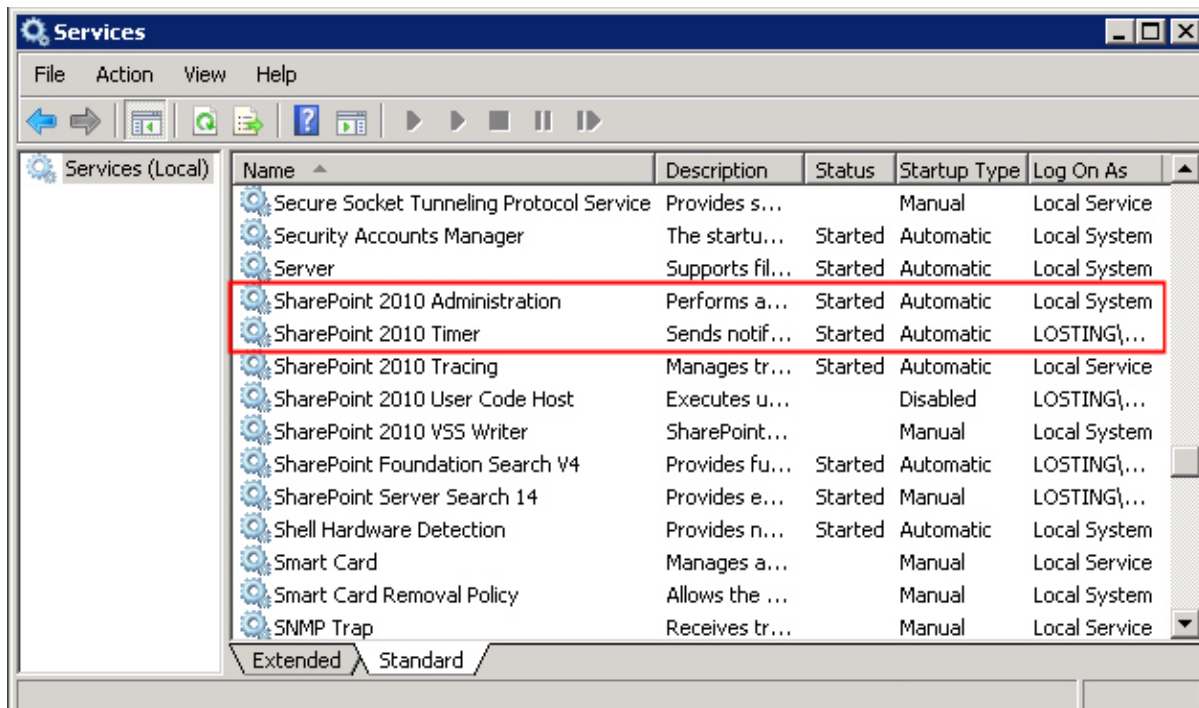 Services
File Action View Help
Services (Local)
Name Description Status Startup Type Log On As
Secure Socket Tunneling Protocol Service Provides s... Manual Local Service
Security Accounts Manager The startu... Started Automatic Local System
Server Supports fil... Started Automatic Local System
SharePoint 2010 Administration Performs a... Started Automatic Local System
SharePoint 2010 Timer Sends notif... Started Automatic LOSTING\...
SharePoint 2010 Tracing Manages tr... Started Automatic Local Service
SharePoint 2010 User Code Host Executes u... Disabled LOSTING\...
SharePoint 2010 VSS Writer SharePoint... Manual Local System
SharePoint Foundation Search V4 Provides fu... Started Automatic LOSTING\...
SharePoint Server Search 14 Provides e... Started Manual LOSTING\...
Shell Hardware Detection Provides n... Started Automatic Local System
Smart Card Manages a... Manual Local Service
Smart Card Removal Policy Allows the ... Manual Local System
SNMP Trap Receives tr... Manual Local Service
Extended Standard